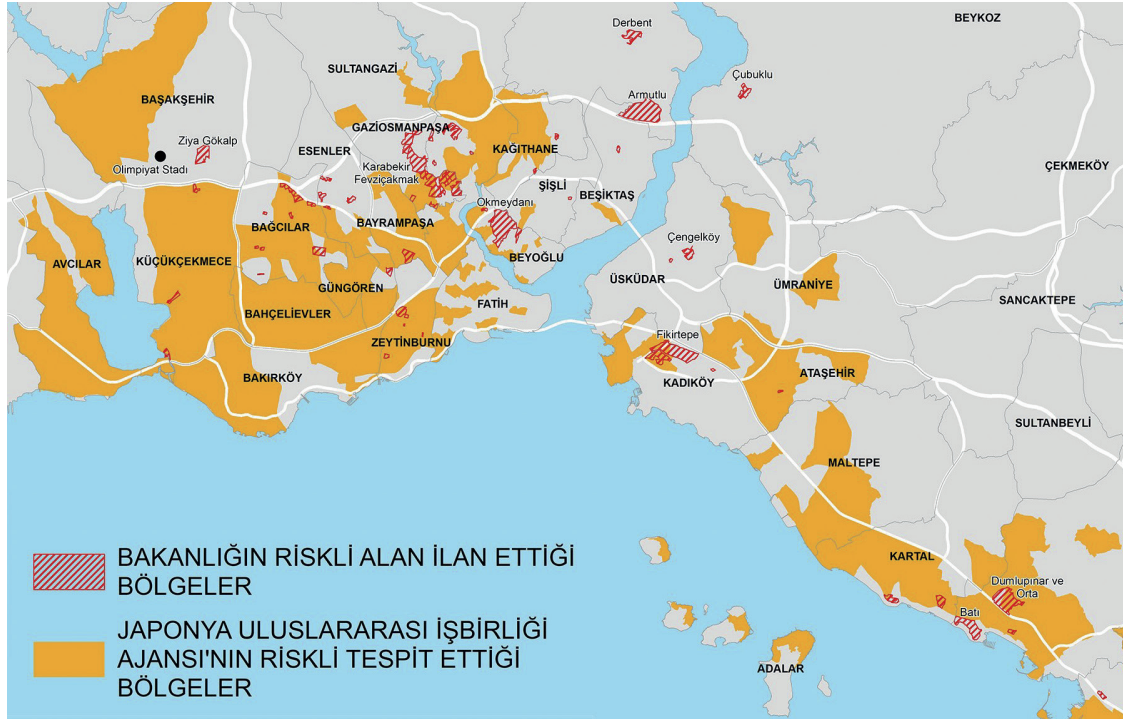 Derbent
BEYKOZ
SULTANGAZİ
Çubuklu
BAŞAKŞEHİR
Armutlu
GAZİOSMANPAŞA
Ziya Gökalp
ESENLER
KAĞITHANE
Olimpiyat Stadı
Karabekir
Fevziçakmak
ÇEKMEKÖY
ŞİŞLİ
BEŞİKTAŞ
Okmeydanı
BAĞCILAR
BAYRAMPAŞA
Çengelköy
AVCILAR
KÜÇÜKÇEKMECE
BEYOĞLU
ÜSKÜDAR
ÜMRANİYE
GÜNGÖREN
SANCAKTEPE
FATİH
BAHÇELİEVLER
Fikirtepe
ZEYTİNBURNU
BAKIRKÖY
KADIKÖY
ATAŞEHİR
SULTANBEYLİ
MALTEPE
KARTAL
Dumlupınar ve
Orta
Batı
ADALAR
BAKANLIĞIN RİSKLİ ALAN İLAN ETTİĞİ
BÖLGELER
JAPONYA ULUSLARARASI İŞBİRLİĞİ
AJANSI'NIN RİSKLİ TESPİT ETTİĞİ
BÖLGELER